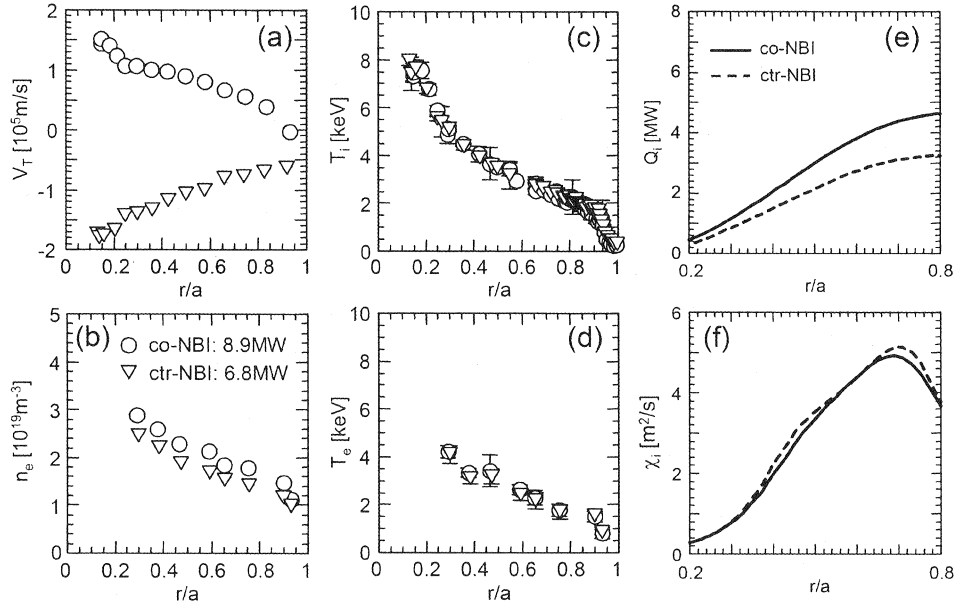 (a)
V_T [10^5m/s]
2
1
0
-1
-2
0 0.2 0.4 0.6 0.8 1
r/a
(b)
co-NBI: 8.9MW
ctr-NBI: 6.8MW
n_e [10^19m^-3]
5
4
3
2
1
0
0 0.2 0.4 0.6 0.8 1
r/a
(c)
T_i [keV]
10
8
6
4
2
0
0 0.2 0.4 0.6 0.8 1
r/a
(d)
T_e [keV]
10
8
6
4
2
0
0 0.2 0.4 0.6 0.8 1
r/a
(e)
co-NBI
ctr-NBI
Q_i [MW]
8
6
4
2
0
0.2 0.5 0.8
r/a
(f)
χ_i [m^2/s]
6
4
2
0
0.2 0.5 0.8
r/a